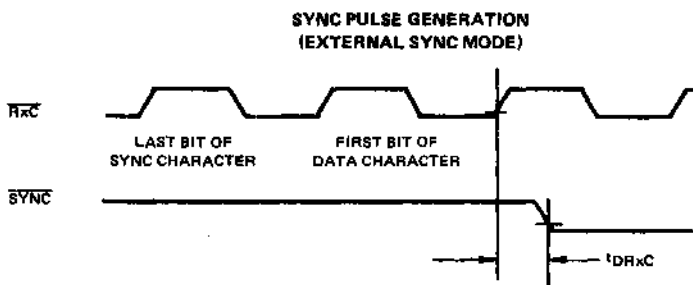 SYNC PULSE GENERATION
(EXTERNAL SYNC MODE)
RxC
LAST BIT OF
SYNC CHARACTER
FIRST BIT OF
DATA CHARACTER
SYNC
tDRxC